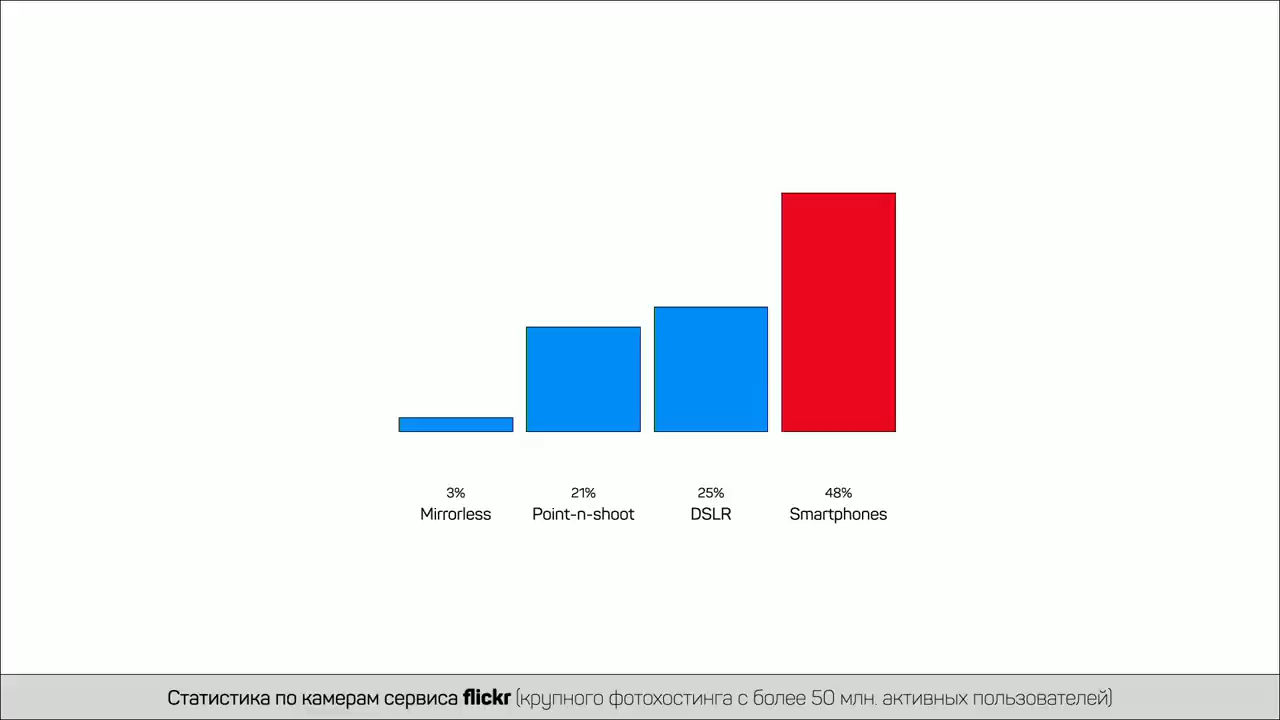 3% 21% 25% 48%
Mirrorless Point-n-shoot DSLR Smartphones
Статистика по камерам сервиса flickr (крупного фотохостинга с более 50 млн. активных пользователей)